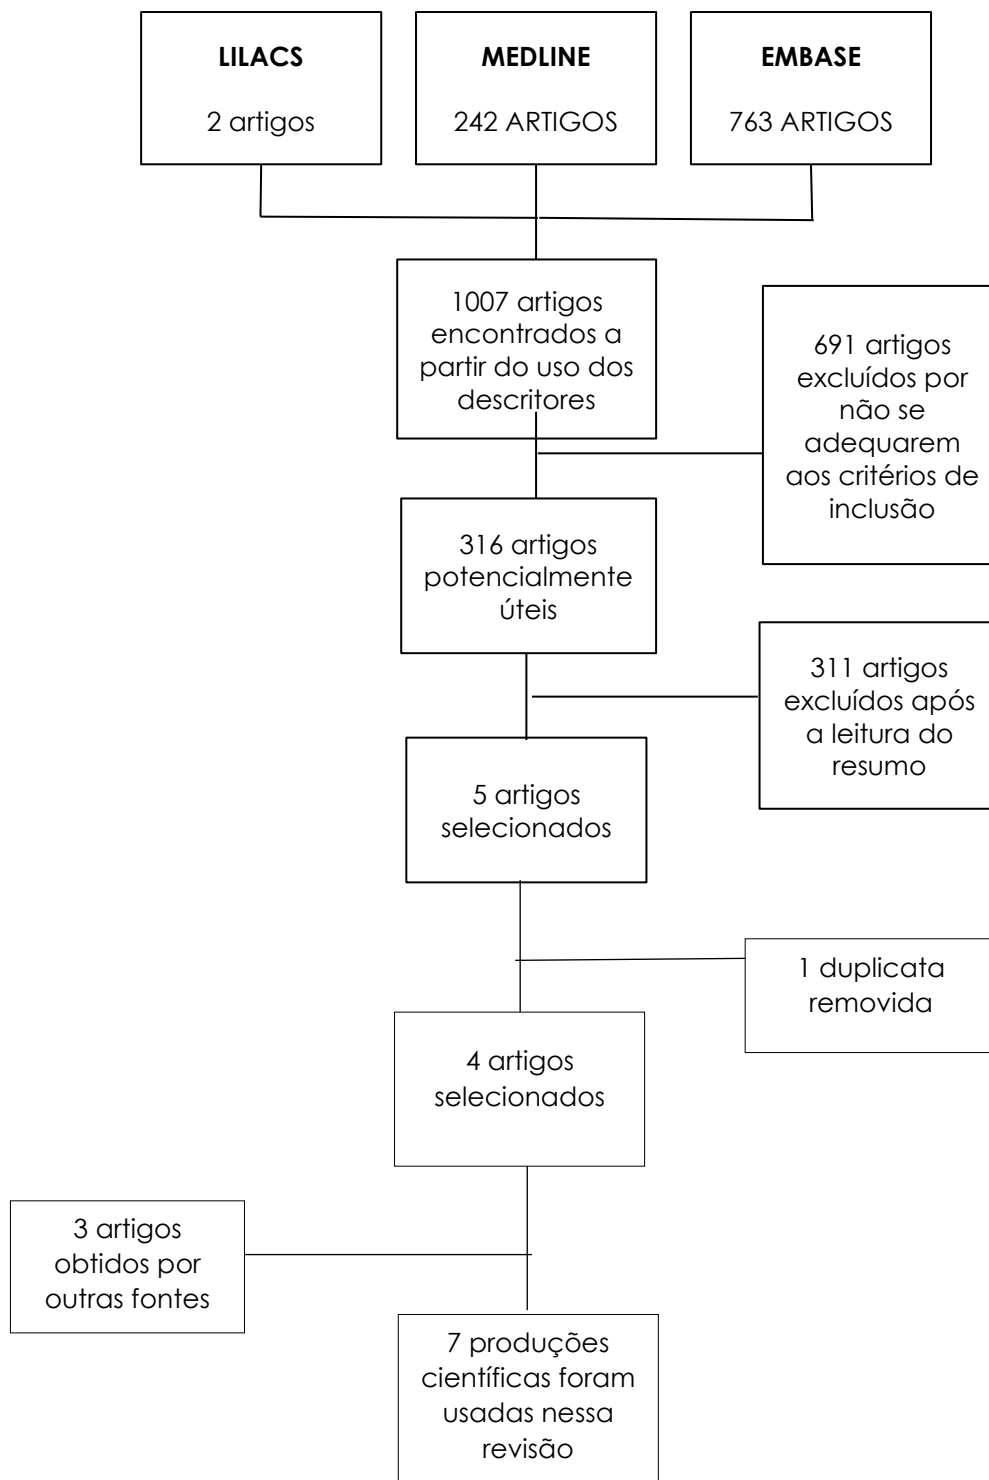 LILACS
2 artigos
MEDLINE
242 ARTIGOS
EMBASE
763 ARTIGOS
1007 artigos
encontrados a
partir do uso dos
descritores
691 artigos
excluídos por
não se
adequarem
aos critérios de
inclusão
316 artigos
potencialmente
úteis
311 artigos
excluídos após
a leitura do
resumo
5 artigos
selecionados
1 duplicata
removida
4 artigos
selecionados
3 artigos
obtidos por
outras fontes
7 produções
científicas foram
usadas nessa
revisão